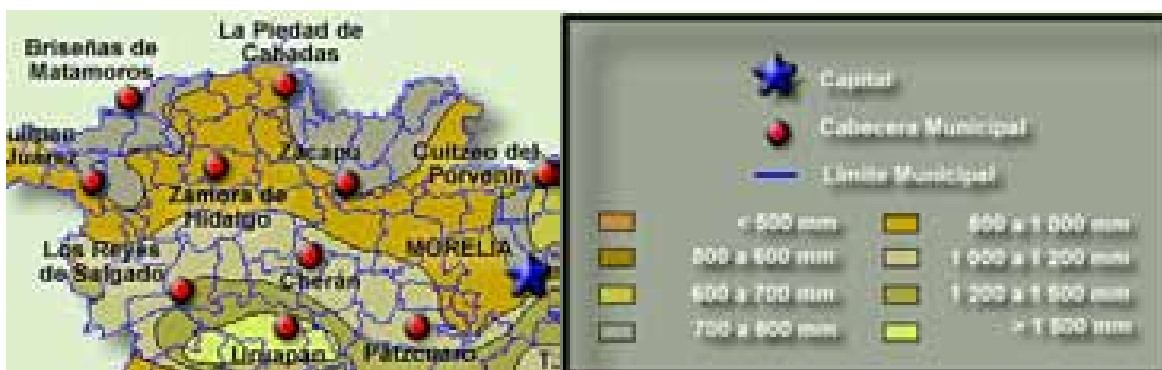 La Piedad de
Cañadas
Briseñas de
Matamoros
Juárez
Zacapu
Cuitzeo del
Porvenir
Zamora de
Hidalgo
Los Reyes
de Salgado
MORELIA
Cherán
Uruapan
Pátzcuaro
T.
Capital
Cabecera Municipal
Límite Municipal
< 500 mm
500 a 600 mm
600 a 700 mm
700 a 800 mm
800 a 1 000 mm
1 000 a 1 200 mm
1 200 a 1 500 mm
> 1 500 mm